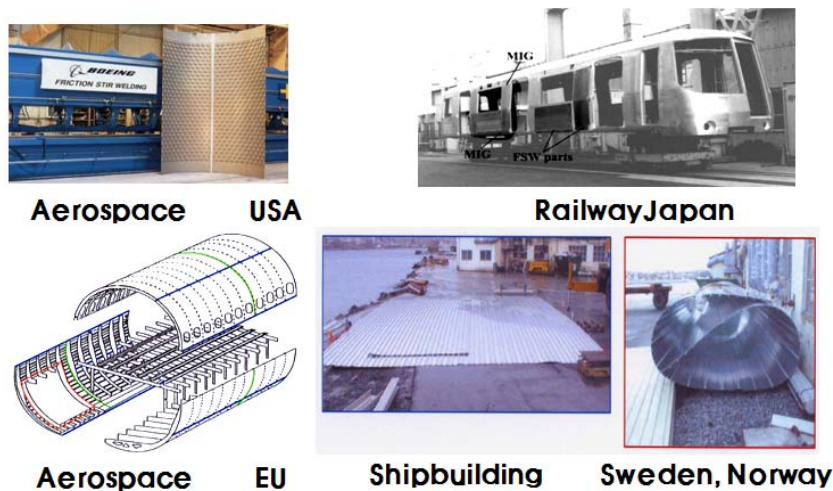 BOEING
FRICTION STIR WELDING
MIG
MIG
FSW parts
Aerospace USA
RailwayJapan
Aerospace EU
Shipbuilding Sweden, Norway